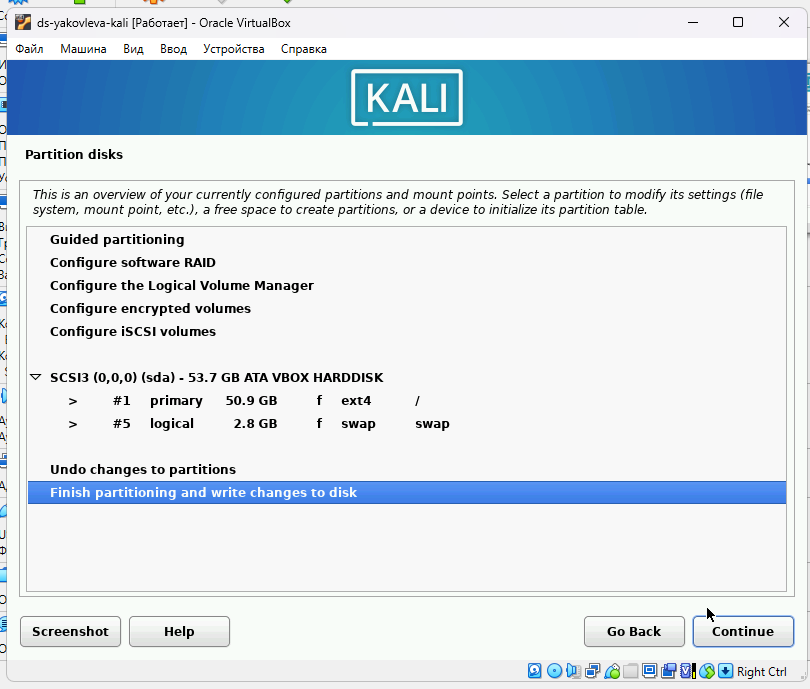 ds-yakovleva-kali [Работает] - Oracle VirtualBox
Файл Машина Вид Ввод Устройства Справка
KALI
Partition disks
This is an overview of your currently configured partitions and mount points. Select a partition to modify its settings (file
system, mount point, etc.), a free space to create partitions, or a device to initialize its partition table.
Guided partitioning
Configure software RAID
Configure the Logical Volume Manager
Configure encrypted volumes
Configure iSCSI volumes
SCSI3 (0,0,0) (sda) - 53.7 GB ATA VBOX HARDDISK
> #1 primary 50.9 GB f ext4 /
> #5 logical 2.8 GB f swap swap
Undo changes to partitions
Finish partitioning and write changes to disk
Screenshot Help Go Back Continue
Right Ctrl